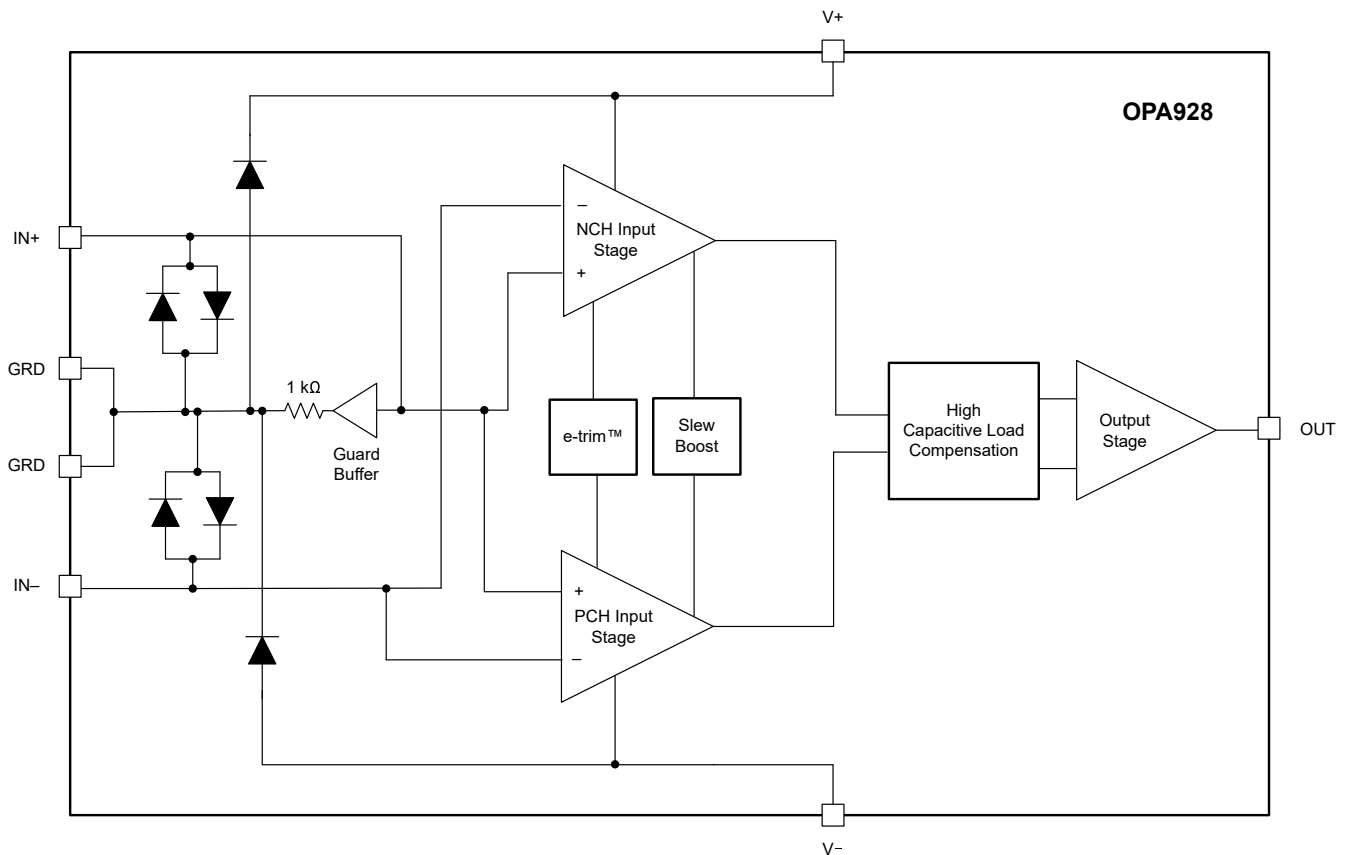 V+
OPA928
IN+
−
NCH Input
Stage
+
GRD
1 kΩ
Guard
Buffer
e-trim™
Slew
Boost
High
Capacitive Load
Compensation
Output
Stage
OUT
GRD
IN–
+
PCH Input
Stage
−
V−